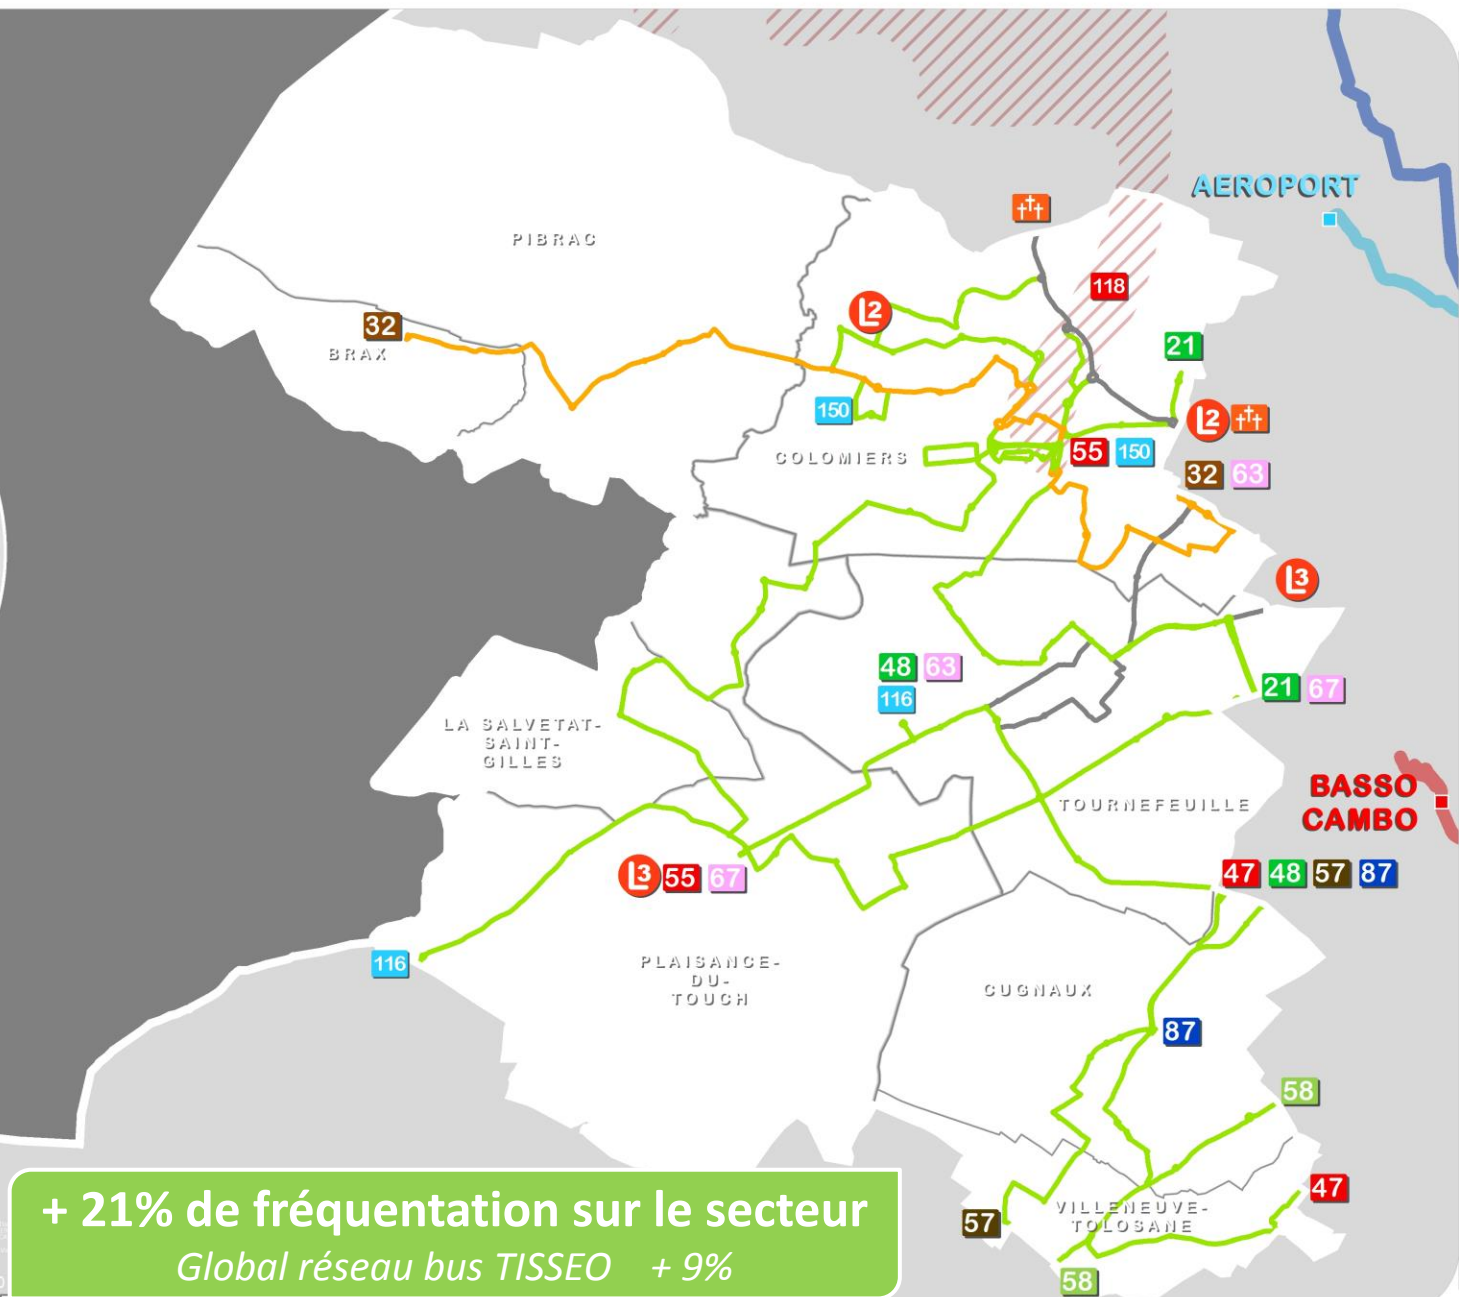 AEROPORT
PIBRAC
118
L2
32
BRAX
21
150
L2
COLOMIERS
55 150
32 63
L3
48 63
116
21 67
LA SALVETAT-
SAINT-
GILLES
BASSO
CAMBO
TOURNEFEUILLE
L3 55 67
47 48 57 87
116
PLAISANCE-
DU-
TOUCH
CUGNAUX
87
58
47
VILLENEUVE-
TOLOSANE
57
58
+ 21% de fréquentation sur le secteur
Global réseau bus TISSEO + 9%